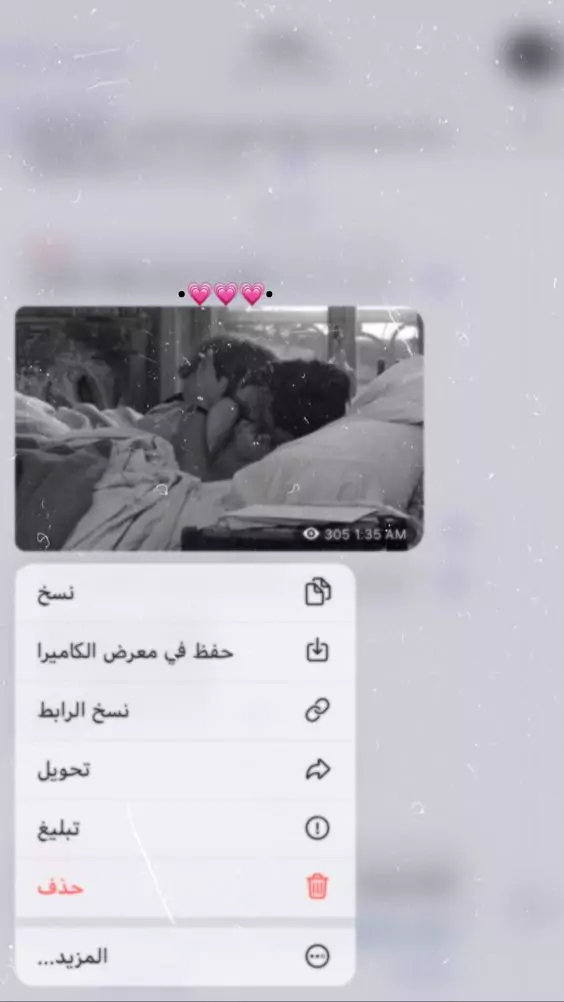 305 1:35 AM
نسخ
حفظ في معرض الكاميرا
نسخ الرابط
تحويل
تبليغ
حذف
المزيد...